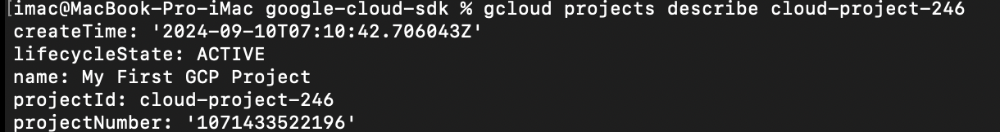 [imac@MacBook-Pro-iMac google-cloud-sdk % gcloud projects describe cloud-project-246
createTime: '2024-09-10T07:10:42.706043Z'
lifecycleState: ACTIVE
name: My First GCP Project
projectId: cloud-project-246
projectNumber: '1071433522196'